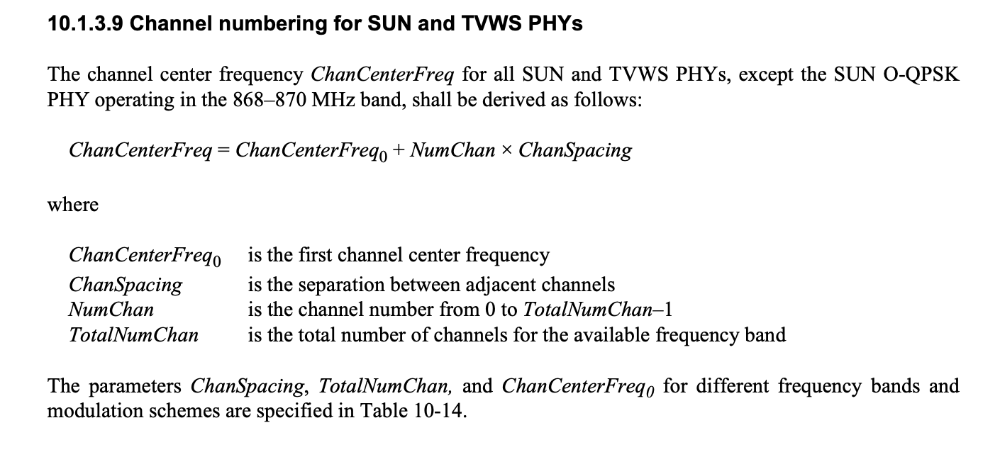 10.1.3.9 Channel numbering for SUN and TVWS PHYs
The channel center frequency ChanCenterFreq for all SUN and TVWS PHYs, except the SUN O-QPSK
PHY operating in the 868–870 MHz band, shall be derived as follows:
ChanCenterFreq = ChanCenterFreq₀ + NumChan × ChanSpacing
where
ChanCenterFreq₀ is the first channel center frequency
ChanSpacing is the separation between adjacent channels
NumChan is the channel number from 0 to TotalNumChan–1
TotalNumChan is the total number of channels for the available frequency band
The parameters ChanSpacing, TotalNumChan, and ChanCenterFreq₀ for different frequency bands and
modulation schemes are specified in Table 10-14.